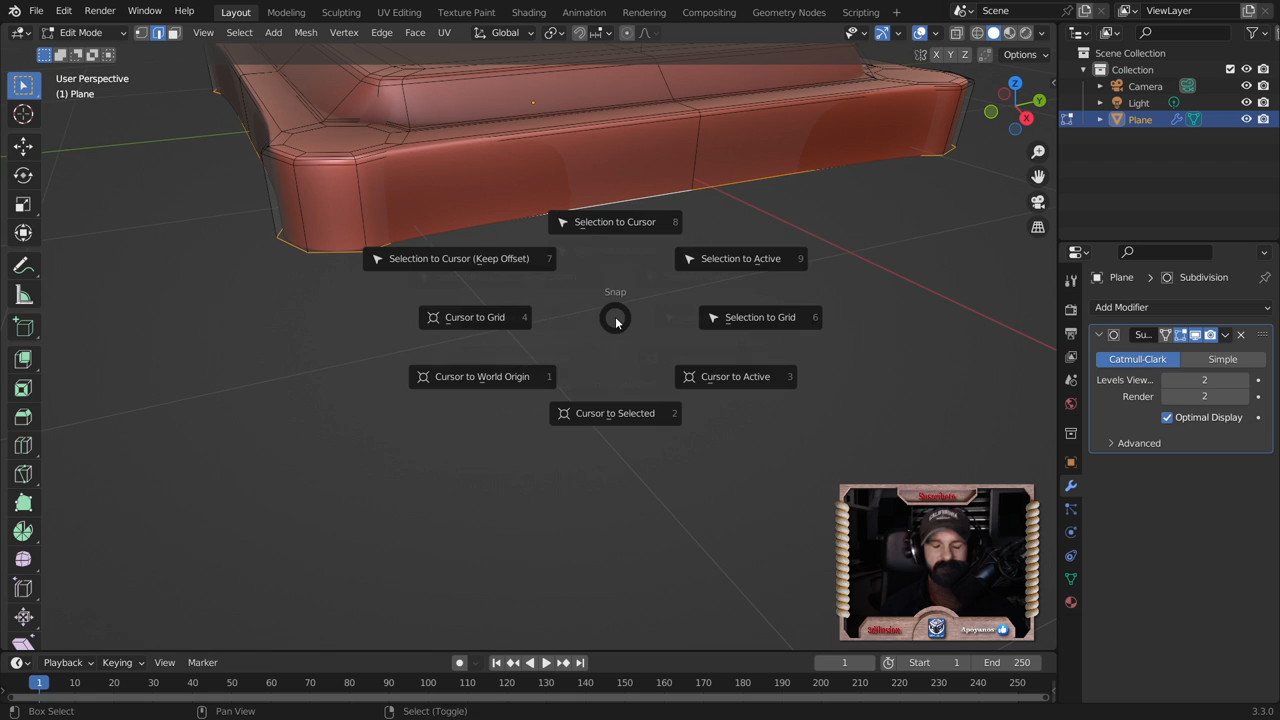 File Edit Render Window Help Layout Modeling Sculpting UV Editing Texture Paint Shading Animation Rendering Compositing Geometry Nodes Scripting + Scene ViewLayer
Edit Mode View Select Add Mesh Vertex Edge Face UV Global
X Y Z Options
User Perspective
(1) Plane
Z
Y
X
Scene Collection
Collection
Camera
Light
Plane
Selection to Cursor 8
Selection to Cursor (Keep Offset) 7
Selection to Active 9
Snap
Cursor to Grid 4
Selection to Grid 6
Cursor to World Origin 1
Cursor to Active 3
Cursor to Selected 2
Plane > Subdivision
Add Modifier
Su...
Catmull-Clark Simple
Levels View... 2
Render 2
Optimal Display
Advanced
CALIFORNIA
Apoyanos
Playback Keying View Marker 1 Start 1 End 250
1 10 20 30 40 50 60 70 80 90 100 110 120 130 140 150 160 170 180 190 200 210 220 230 240 250
Box Select Pan View Select (Toggle) 3.3.0